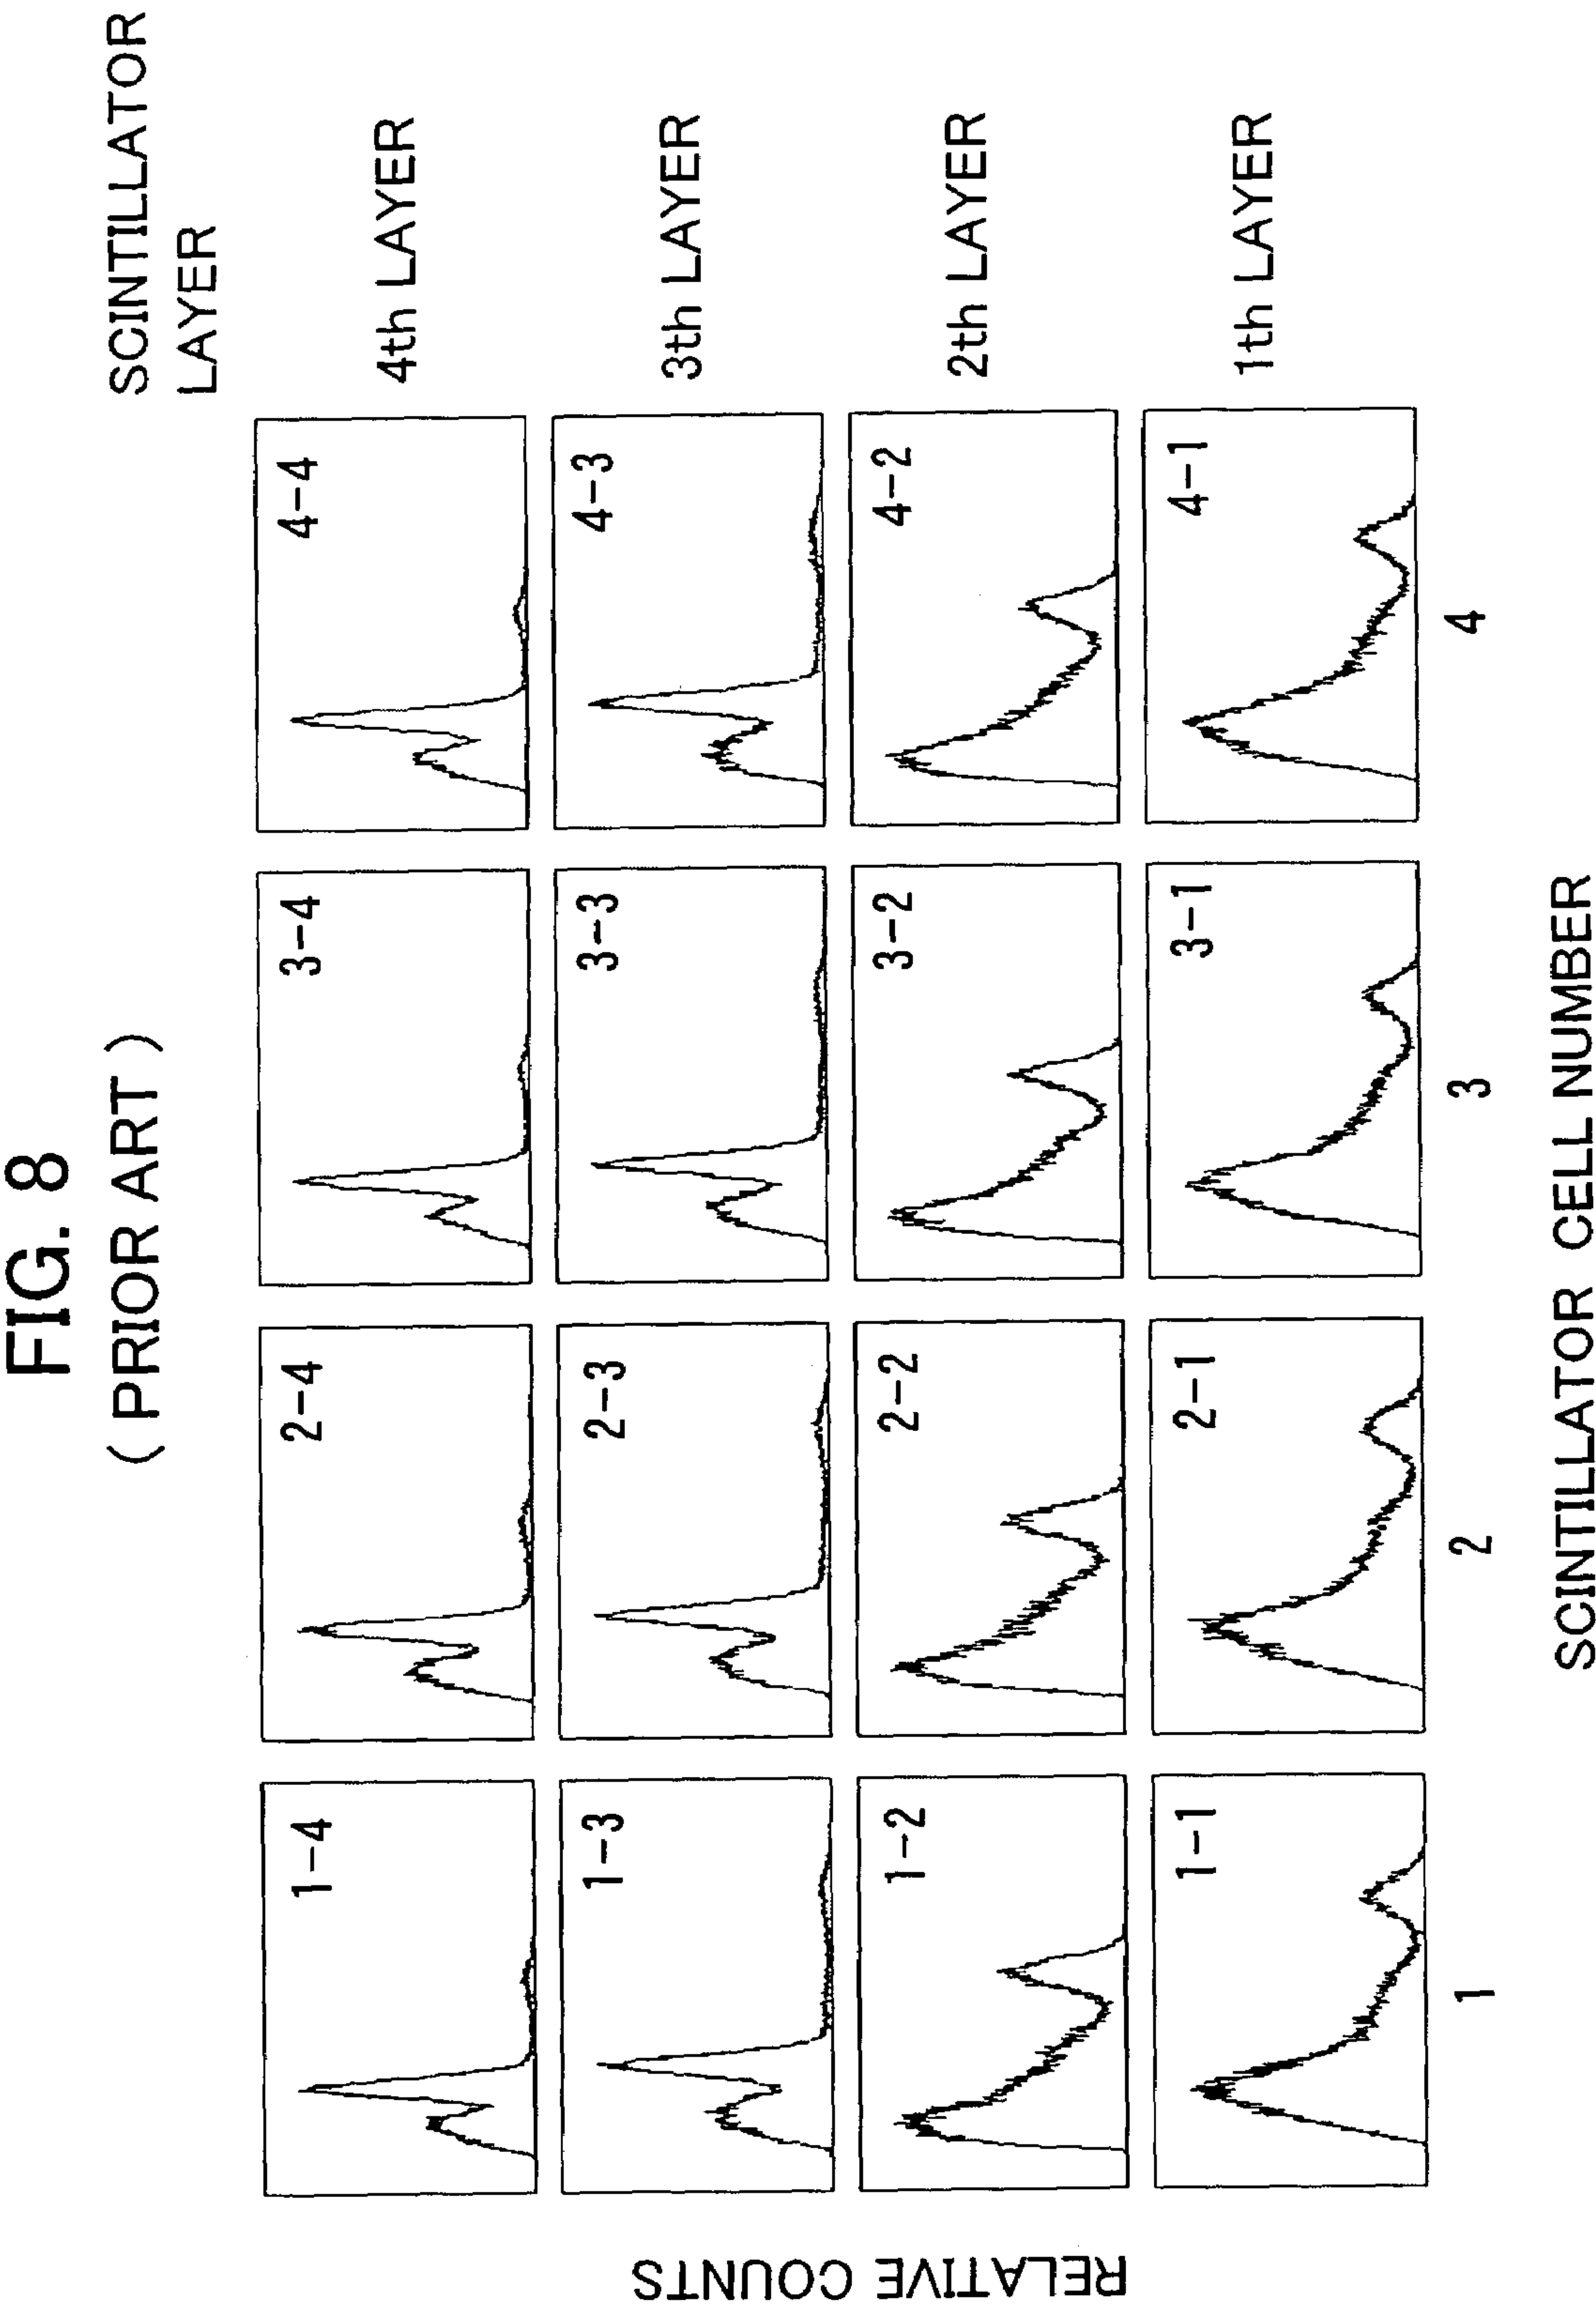 FIG. 8
( PRIOR ART )
SCINTILLATOR
LAYER
1-4
2-4
3-4
4-4
4th LAYER
1-3
2-3
3-3
4-3
3th LAYER
1-2
2-2
3-2
4-2
2th LAYER
1-1
2-1
3-1
4-1
1th LAYER
RELATIVE COUNTS
1
2
3
4
SCINTILLATOR CELL NUMBER